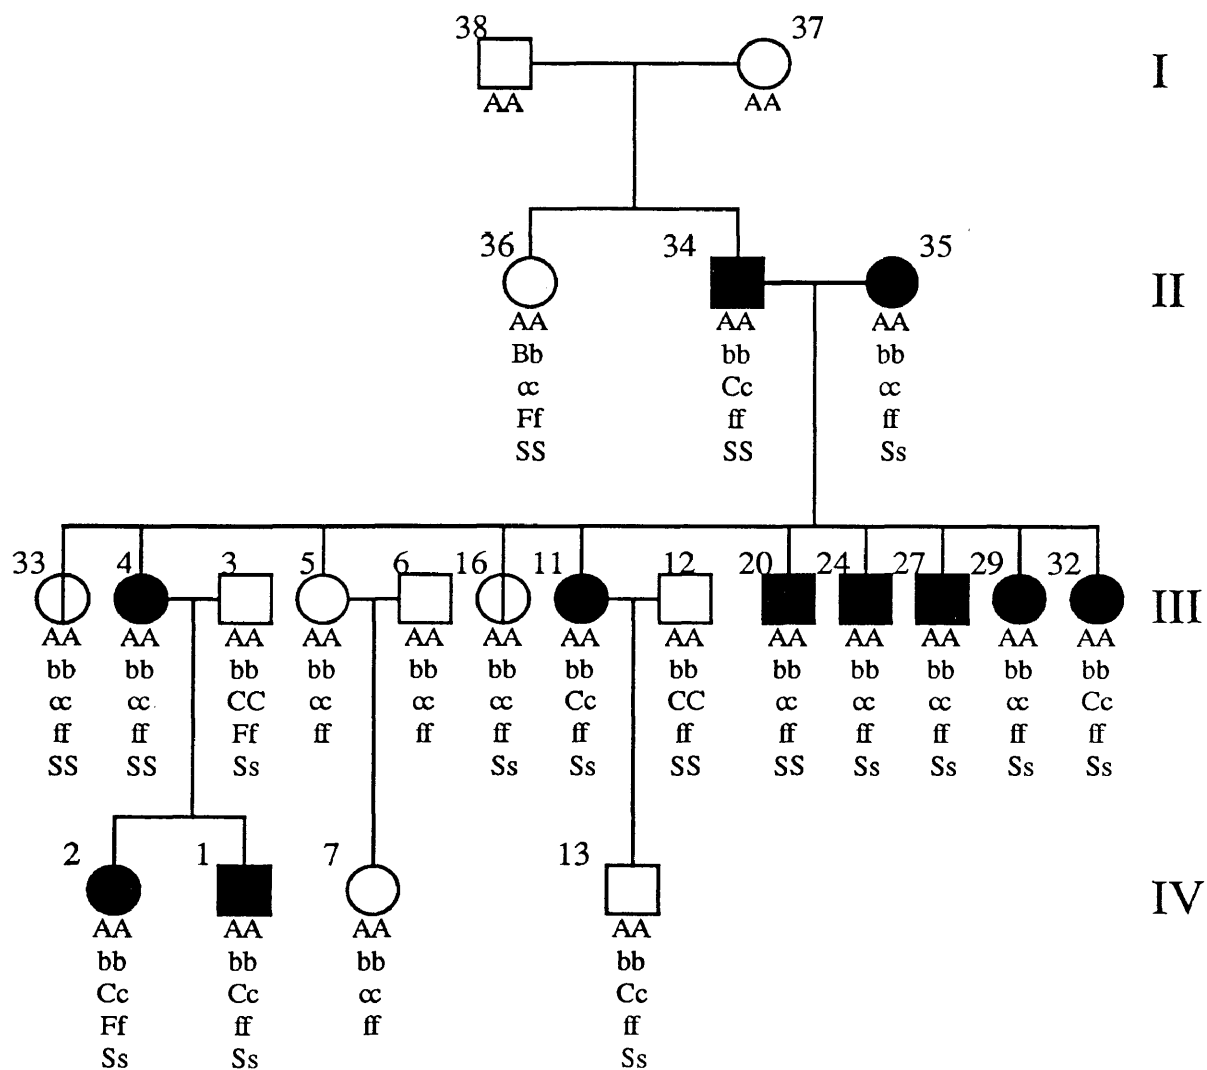 38 37 I
AA AA
36 34 35 II
AA AA AA
Bb bb bb
cc Cc cc
Ff ff ff
SS SS Ss
33 4 3 5 6 16 11 12 20 24 27 29 32 III
AA AA AA AA AA AA AA AA AA AA AA AA AA
bb bb bb bb bb bb bb bb bb bb bb bb bb
cc cc CC cc cc cc Cc CC cc cc cc cc Cc
ff ff Ff ff ff ff ff ff ff ff ff ff ff
SS SS Ss Ss Ss SS SS Ss Ss Ss Ss
2 1 7 13 IV
AA AA AA AA
bb bb bb bb
Cc Cc cc Cc
Ff ff ff ff
Ss Ss Ss